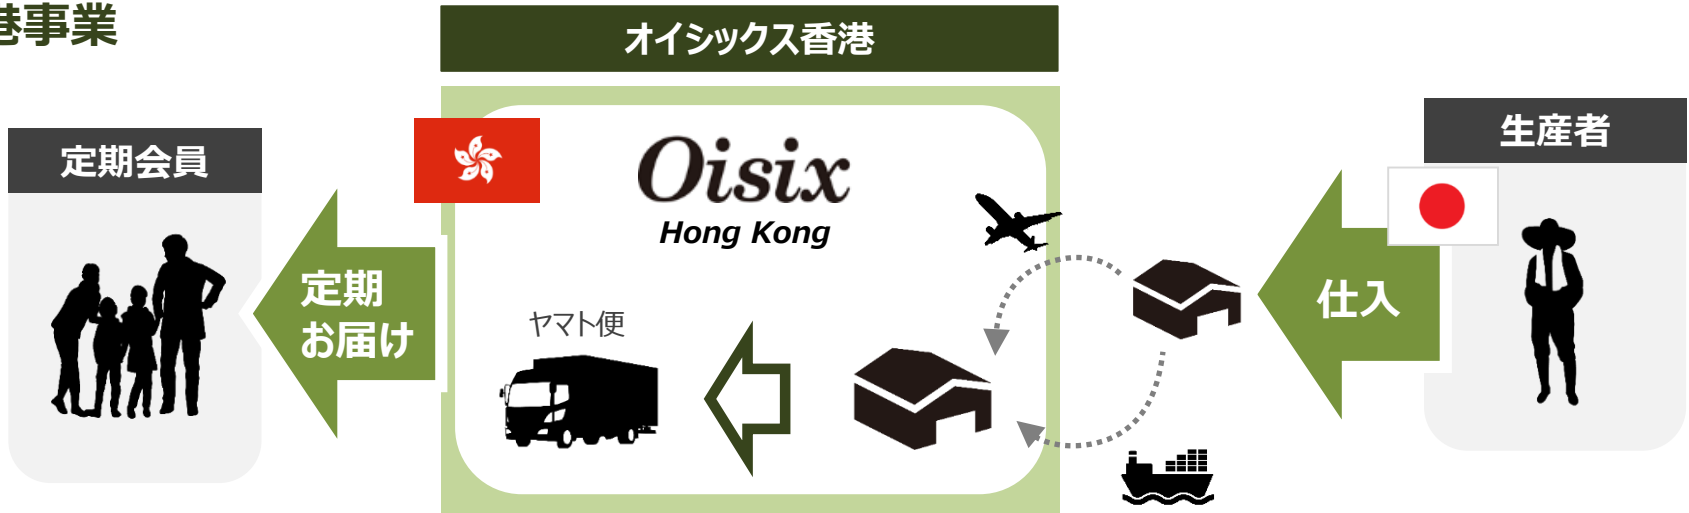 港事業
オイシックス香港
生産者
定期会員
Oisix
Hong Kong
定期
お届け
仕入
ヤマト便